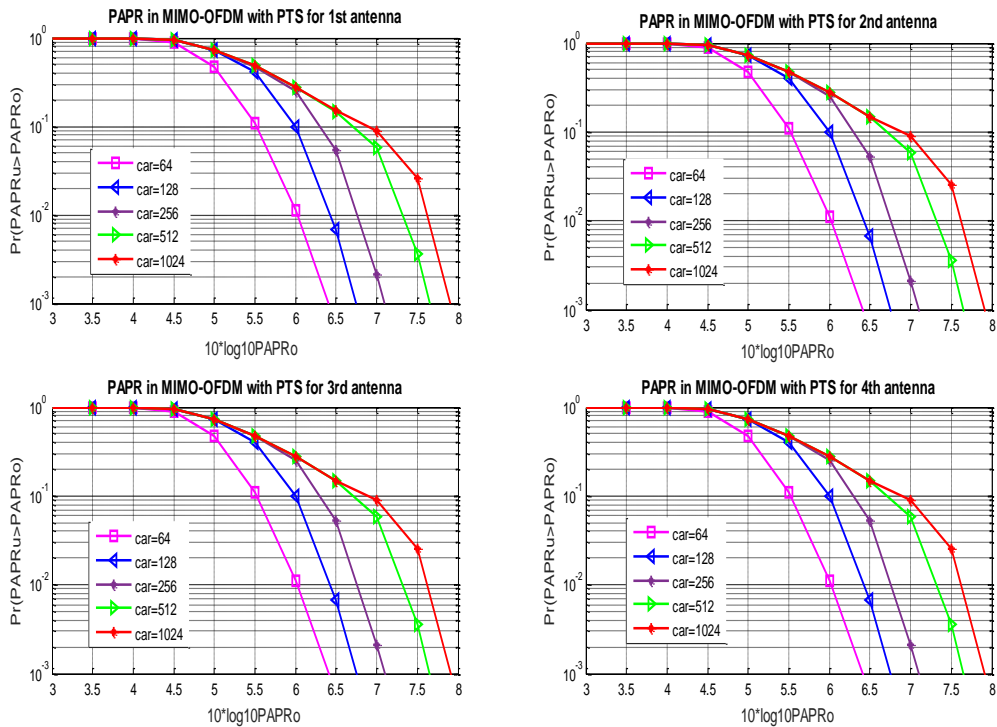 PAPR in MIMO-OFDM with PTS for 1st antenna
Pr(PAPRu>PAPRo)
10^0
10^-1
10^-2
10^-3
car=64
car=128
car=256
car=512
car=1024
3 3.5 4 4.5 5 5.5 6 6.5 7 7.5 8
10*log10PAPRo
PAPR in MIMO-OFDM with PTS for 2nd antenna
Pr(PAPRu>PAPRo)
10^0
10^-1
10^-2
10^-3
car=64
car=128
car=256
car=512
car=1024
3 3.5 4 4.5 5 5.5 6 6.5 7 7.5 8
10*log10PAPRo
PAPR in MIMO-OFDM with PTS for 3rd antenna
Pr(PAPRu>PAPRo)
10^0
10^-1
10^-2
10^-3
car=64
car=128
car=256
car=512
car=1024
3 3.5 4 4.5 5 5.5 6 6.5 7 7.5 8
10*log10PAPRo
PAPR in MIMO-OFDM with PTS for 4th antenna
Pr(PAPRu>PAPRo)
10^0
10^-1
10^-2
10^-3
car=64
car=128
car=256
car=512
car=1024
3 3.5 4 4.5 5 5.5 6 6.5 7 7.5 8
10*log10PAPRo